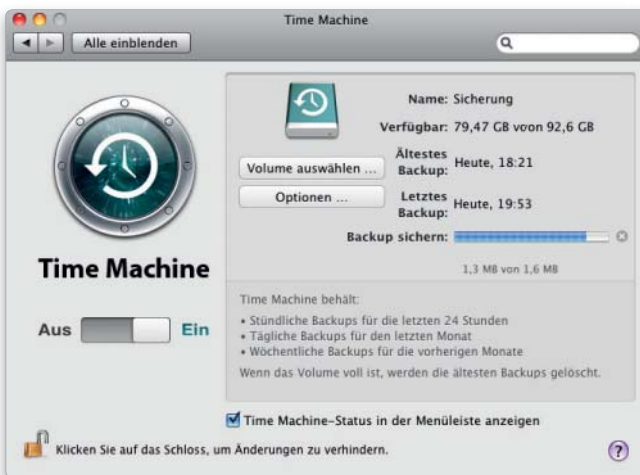 Time Machine
Alle einblenden
Name: Sicherung
Verfügbar: 79,47 GB voon 92,6 GB
Volume auswählen ...
Ältestes Backup: Heute, 18:21
Optionen ...
Letztes Backup: Heute, 19:53
Backup sichern:
1,3 MB von 1,6 MB
Time Machine
Aus Ein
Time Machine behält:
• Stündliche Backups für die letzten 24 Stunden
• Tägliche Backups für den letzten Monat
• Wöchentliche Backups für die vorherigen Monate
Wenn das Volume voll ist, werden die ältesten Backups gelöscht.
Time Machine-Status in der Menüleiste anzeigen
Klicken Sie auf das Schloss, um Änderungen zu verhindern.
?